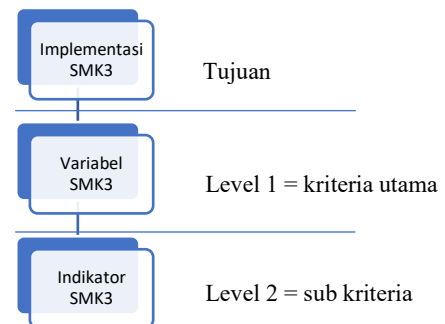 Implementasi
SMK3
Tujuan
Variabel
SMK3
Level 1 = kriteria utama
Indikator
SMK3
Level 2 = sub kriteria